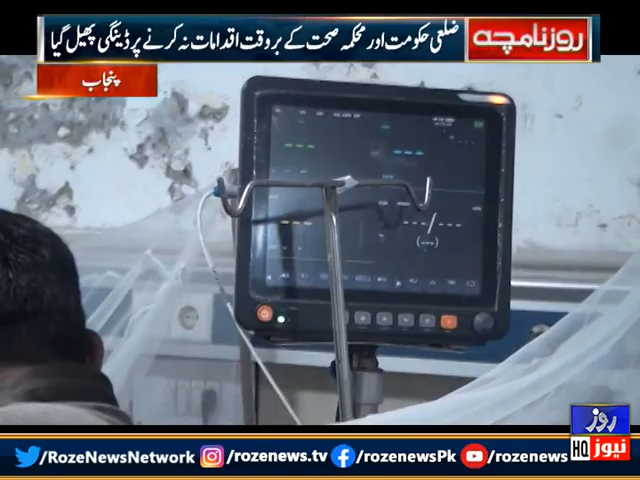 ضلعی حکومت اور محکمہ صحت کے بروقت اقدامات نہ کرنے پر ڈینگی پھیل گیا
روزنامچہ
پنجاب
روز
HQ نیوز
/RozeNewsNetwork /rozenews.tv /rozenewsPk /rozenews